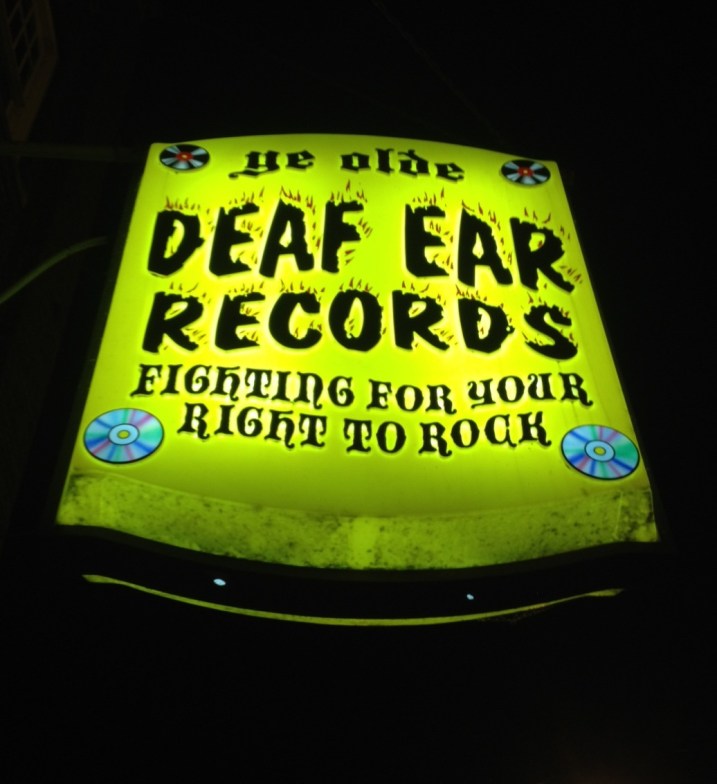 ye olde
DEAF EAR
RECORDS
FIGHTING FOR YOUR
RIGHT TO ROCK